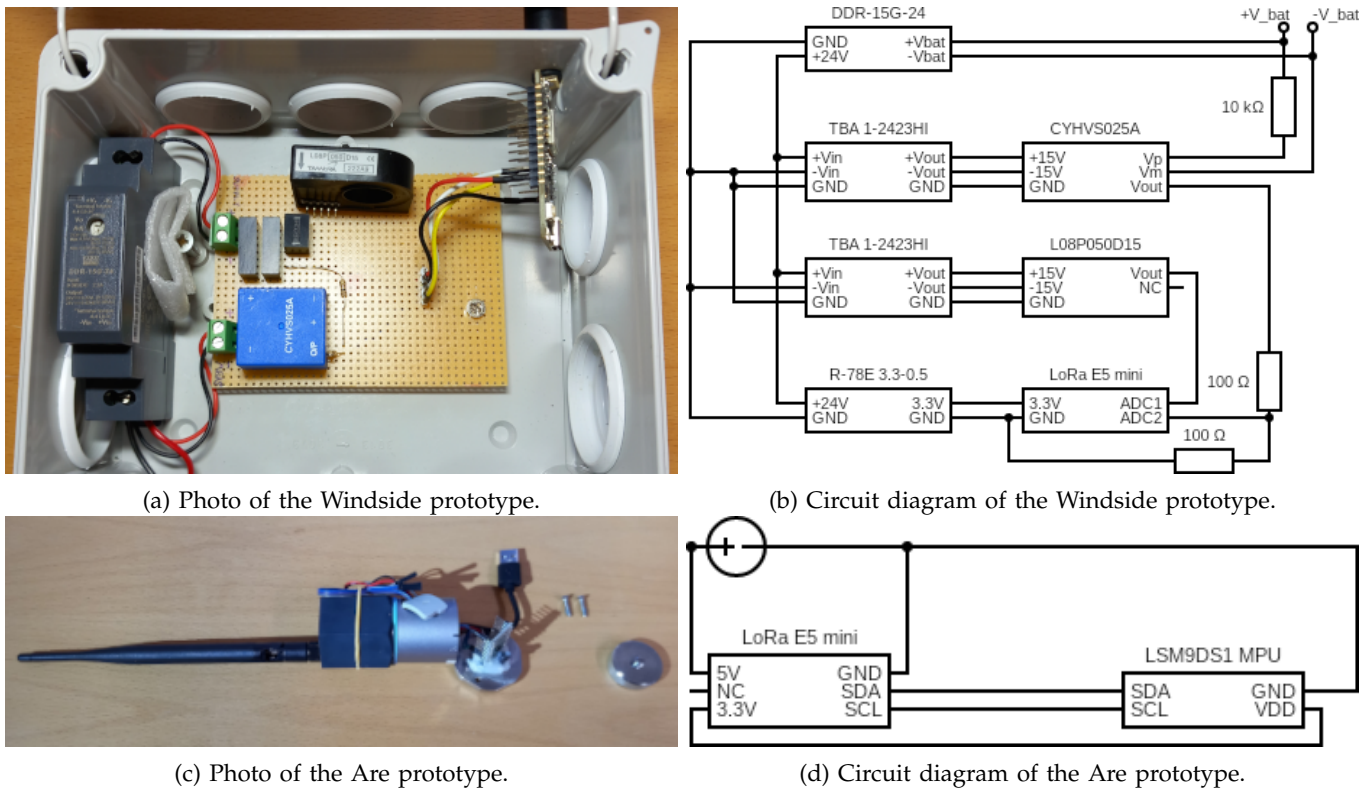 CYHVS025A
O/P
(a) Photo of the Windside prototype.
DDR-15G-24
+V_bat
-V_bat
GND
+24V
+Vbat
-Vbat
10 kΩ
TBA 1-2423HI
CYHVS025A
+Vin
-Vin
GND
+Vout
-Vout
GND
+15V
-15V
GND
Vp
Vm
Vout
TBA 1-2423HI
L08P050D15
+Vin
-Vin
GND
+Vout
-Vout
GND
+15V
-15V
GND
Vout
NC
R-78E 3.3-0.5
LoRa E5 mini
100 Ω
+24V
GND
3.3V
GND
3.3V
GND
ADC1
ADC2
100 Ω
(b) Circuit diagram of the Windside prototype.
(c) Photo of the Are prototype.
LoRa E5 mini
5V
NC
3.3V
GND
SDA
SCL
LSM9DS1 MPU
SDA
SCL
GND
VDD
(d) Circuit diagram of the Are prototype.